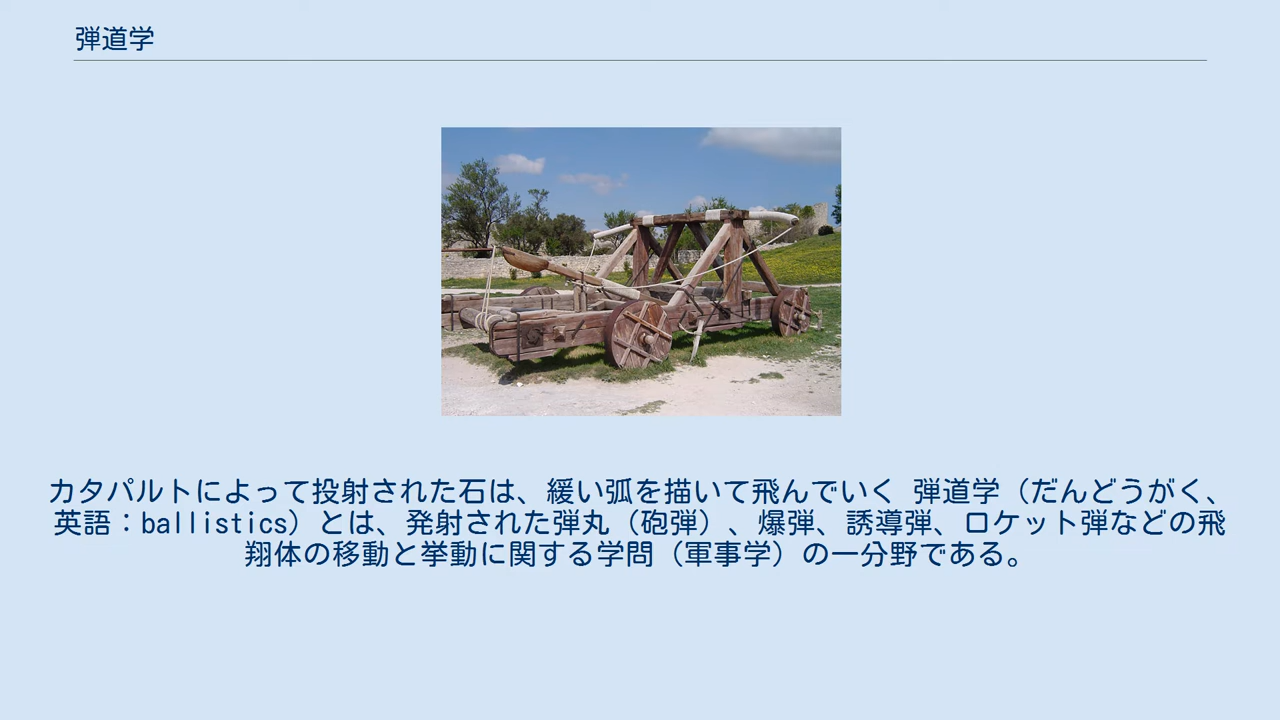 弾道学
カタパルトによって投射された石は、緩い弧を描いて飛んでいく 弾道学（だんどうがく、
英語：ballistics）とは、発射された弾丸（砲弾）、爆弾、誘導弾、ロケット弾などの飛
翔体の移動と挙動に関する学問（軍事学）の一分野である。